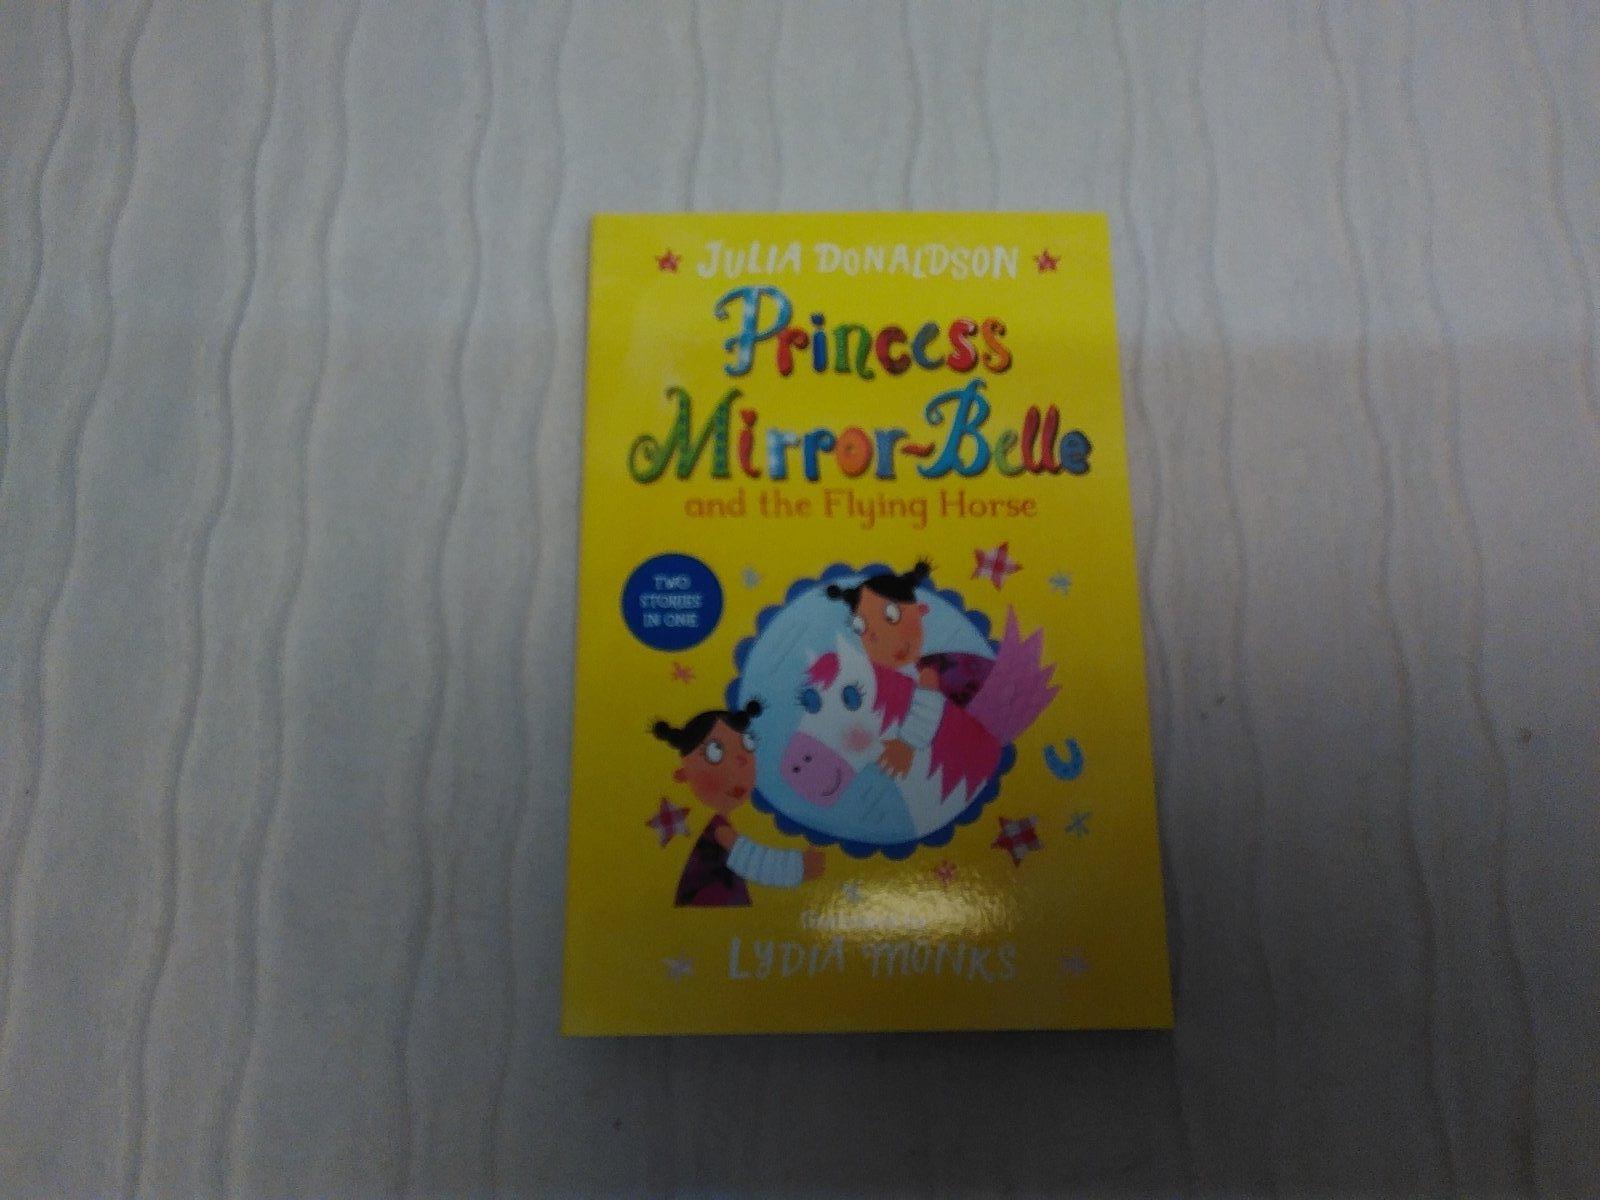 JULIA DONALDSON
Princess
Mirror-Belle
and the Flying Horse
TWO
STORIES
IN ONE
LYDIA MONKS